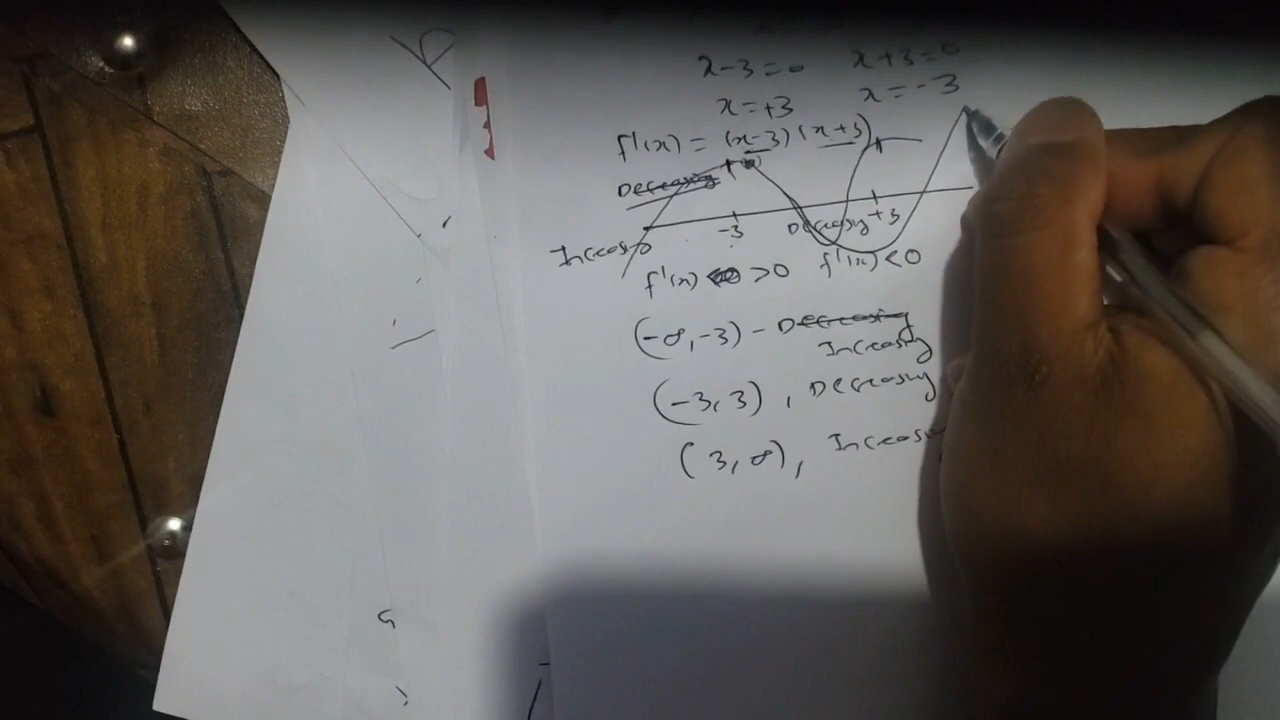 x-3=0 x+3=0
x=+3 x=-3
f'(x) = (x-3)(x+3)
Decreasing
-3 Decreasing +3
Increasing
f'(x) >0 f'(x) <0
(-∞,-3) - Decreasing
Increasing
(-3,3), Decreasing
(3,∞), Increasi